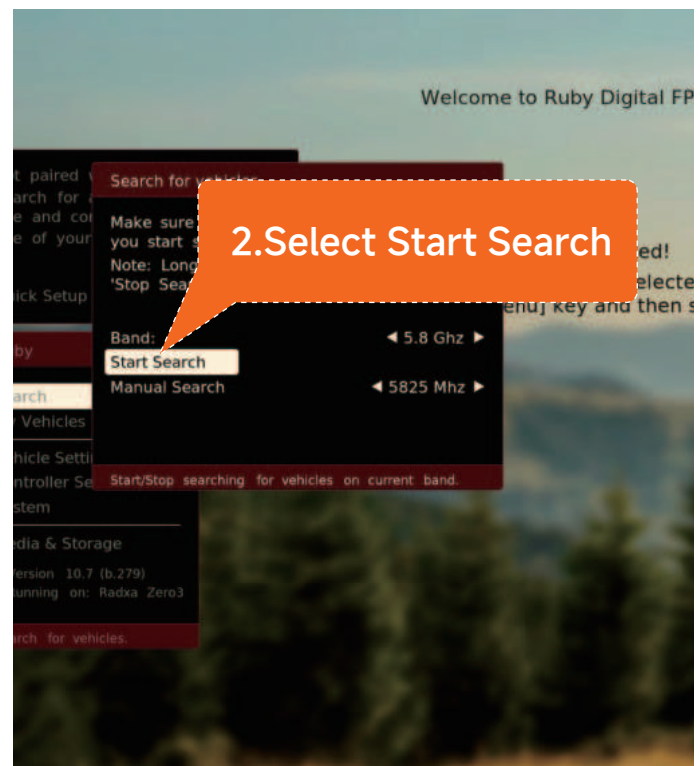 Welcome to Ruby Digital FP
t paired
Search for vehicles
arch for
e and co
Make sure
e of your
you start
2.Select Start Search
ed!
Note: Long
electe
'Stop Sea
enu] key and then s
ick Setup
Band: ◀ 5.8 Ghz ▶
by
Start Search
arch
Manual Search ◀ 5825 Mhz ▶
Vehicles
hicle Setti
ntroller Se
Start/Stop searching for vehicles on current band.
stem
edia & Storage
ersion 10.7 (b.279)
unning on: Radxa Zero3
arch for vehicles.